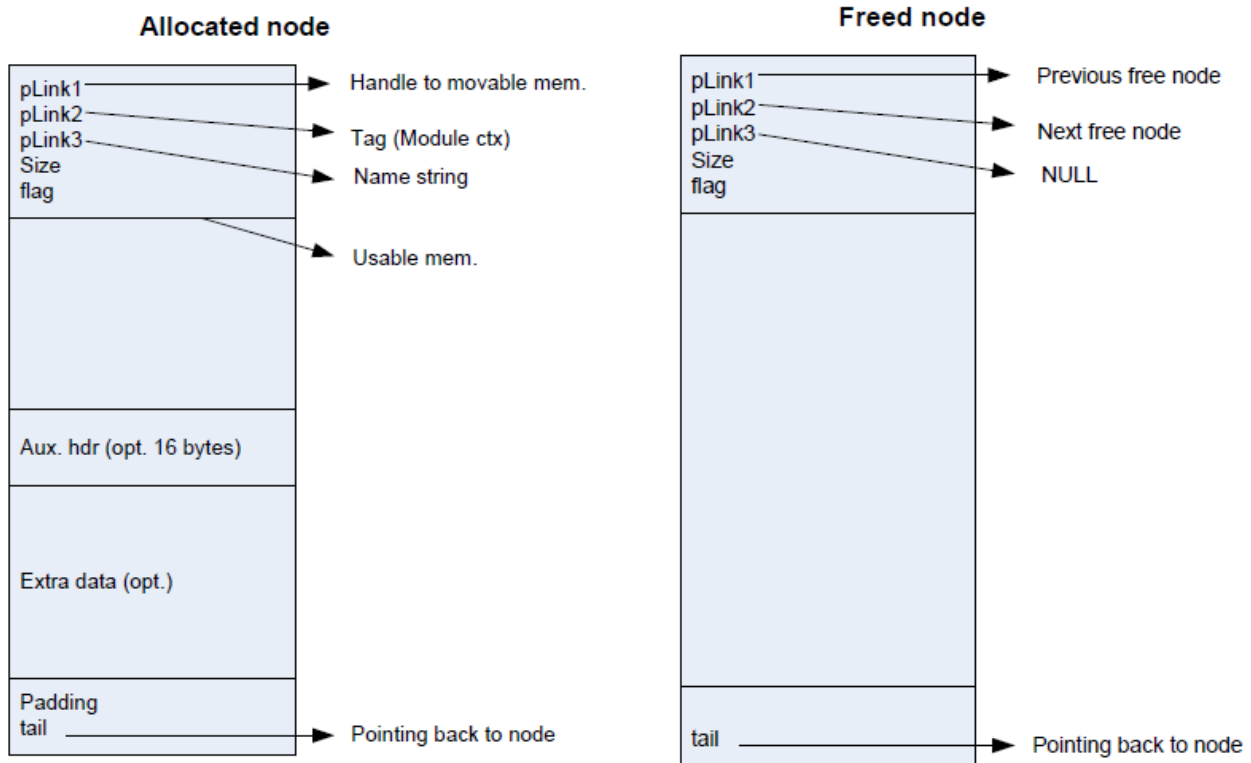 Allocated node
pLink1
pLink2
pLink3
Size
flag
Handle to movable mem.
Tag (Module ctx)
Name string
Usable mem.
Aux. hdr (opt. 16 bytes)
Extra data (opt.)
Padding
tail
Pointing back to node
Freed node
pLink1
pLink2
pLink3
Size
flag
Previous free node
Next free node
NULL
tail
Pointing back to node